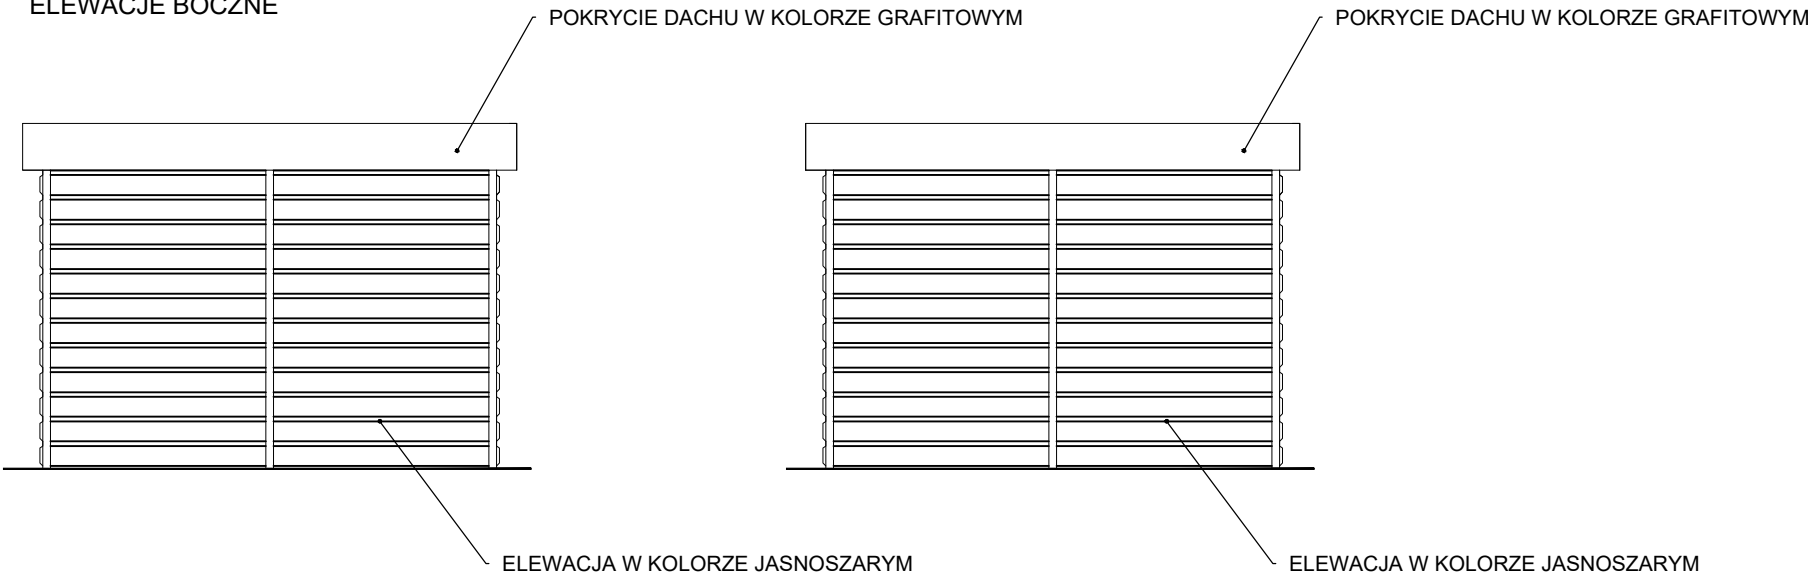 ELEWACJE BOCZNE
POKRYCIE DACHU W KOLORZE GRAFITOWYM
POKRYCIE DACHU W KOLORZE GRAFITOWYM
ELEWACJA W KOLORZE JASNOSZARYM
ELEWACJA W KOLORZE JASNOSZARYM